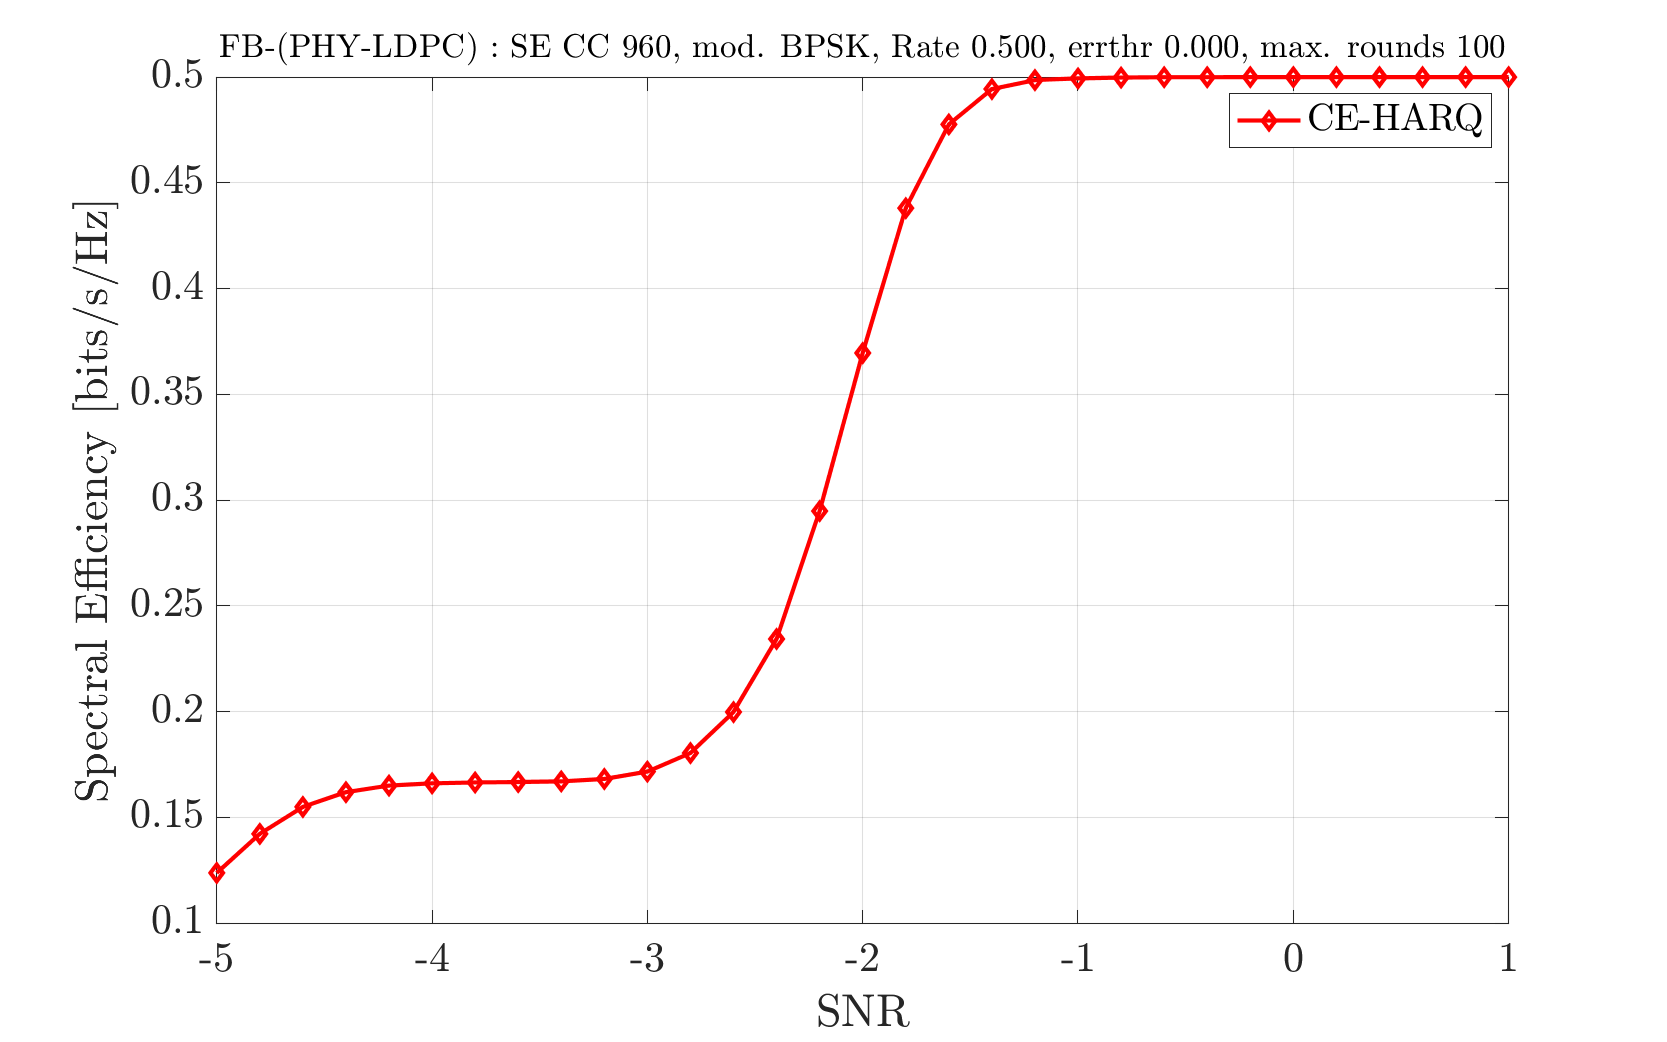 FB-(PHY-LDPC) : SE CC 960, mod. BPSK, Rate 0.500, errthr 0.000, max. rounds 100
0.5
CE-HARQ
0.45
0.4
0.35
0.3
0.25
0.2
0.15
0.1
Spectral Efficiency [bits/s/Hz]
-5 -4 -3 -2 -1 0 1
SNR